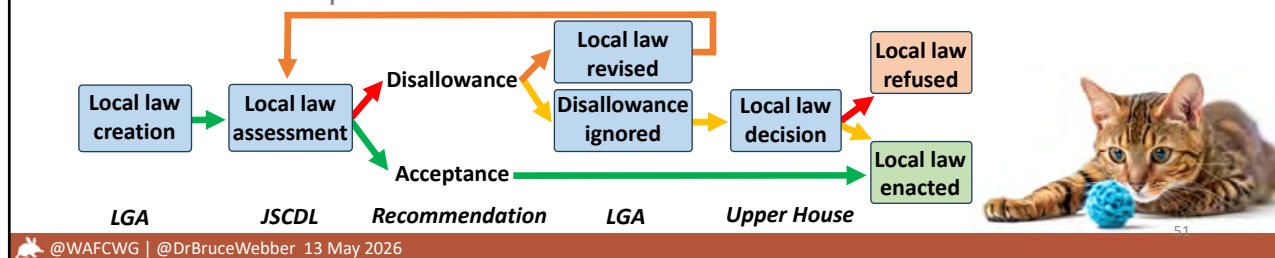 Local law
creation
Local law
assessment
Disallowance
Acceptance
Local law
revised
Disallowance
ignored
Local law
decision
Local law
refused
Local law
enacted
LGA
JSCDL
Recommendation
LGA
Upper House
51
@WAFCWG | @DrBruceWebber 13 May 2026